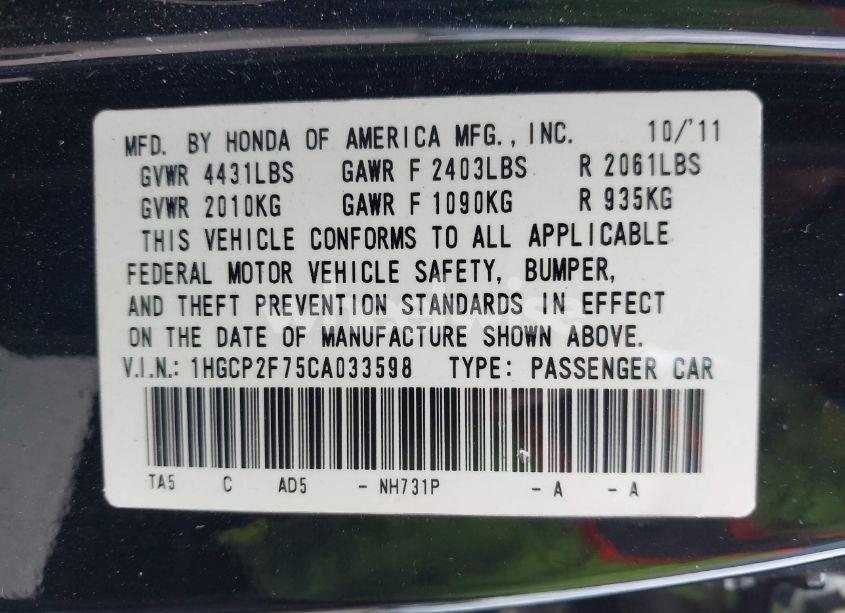 MFD. BY HONDA OF AMERICA MFG., INC. 10/'11
GVWR 4431LBS GAWR F 2403LBS R 2061LBS
GVWR 2010KG GAWR F 1090KG R 935KG
THIS VEHICLE CONFORMS TO ALL APPLICABLE
FEDERAL MOTOR VEHICLE SAFETY, BUMPER,
AND THEFT PREVENTION STANDARDS IN EFFECT
ON THE DATE OF MANUFACTURE SHOWN ABOVE.
V.I.N.: 1HGCP2F75CA033598 TYPE: PASSENGER CAR
TA5 C AD5 - NH731P - A - A